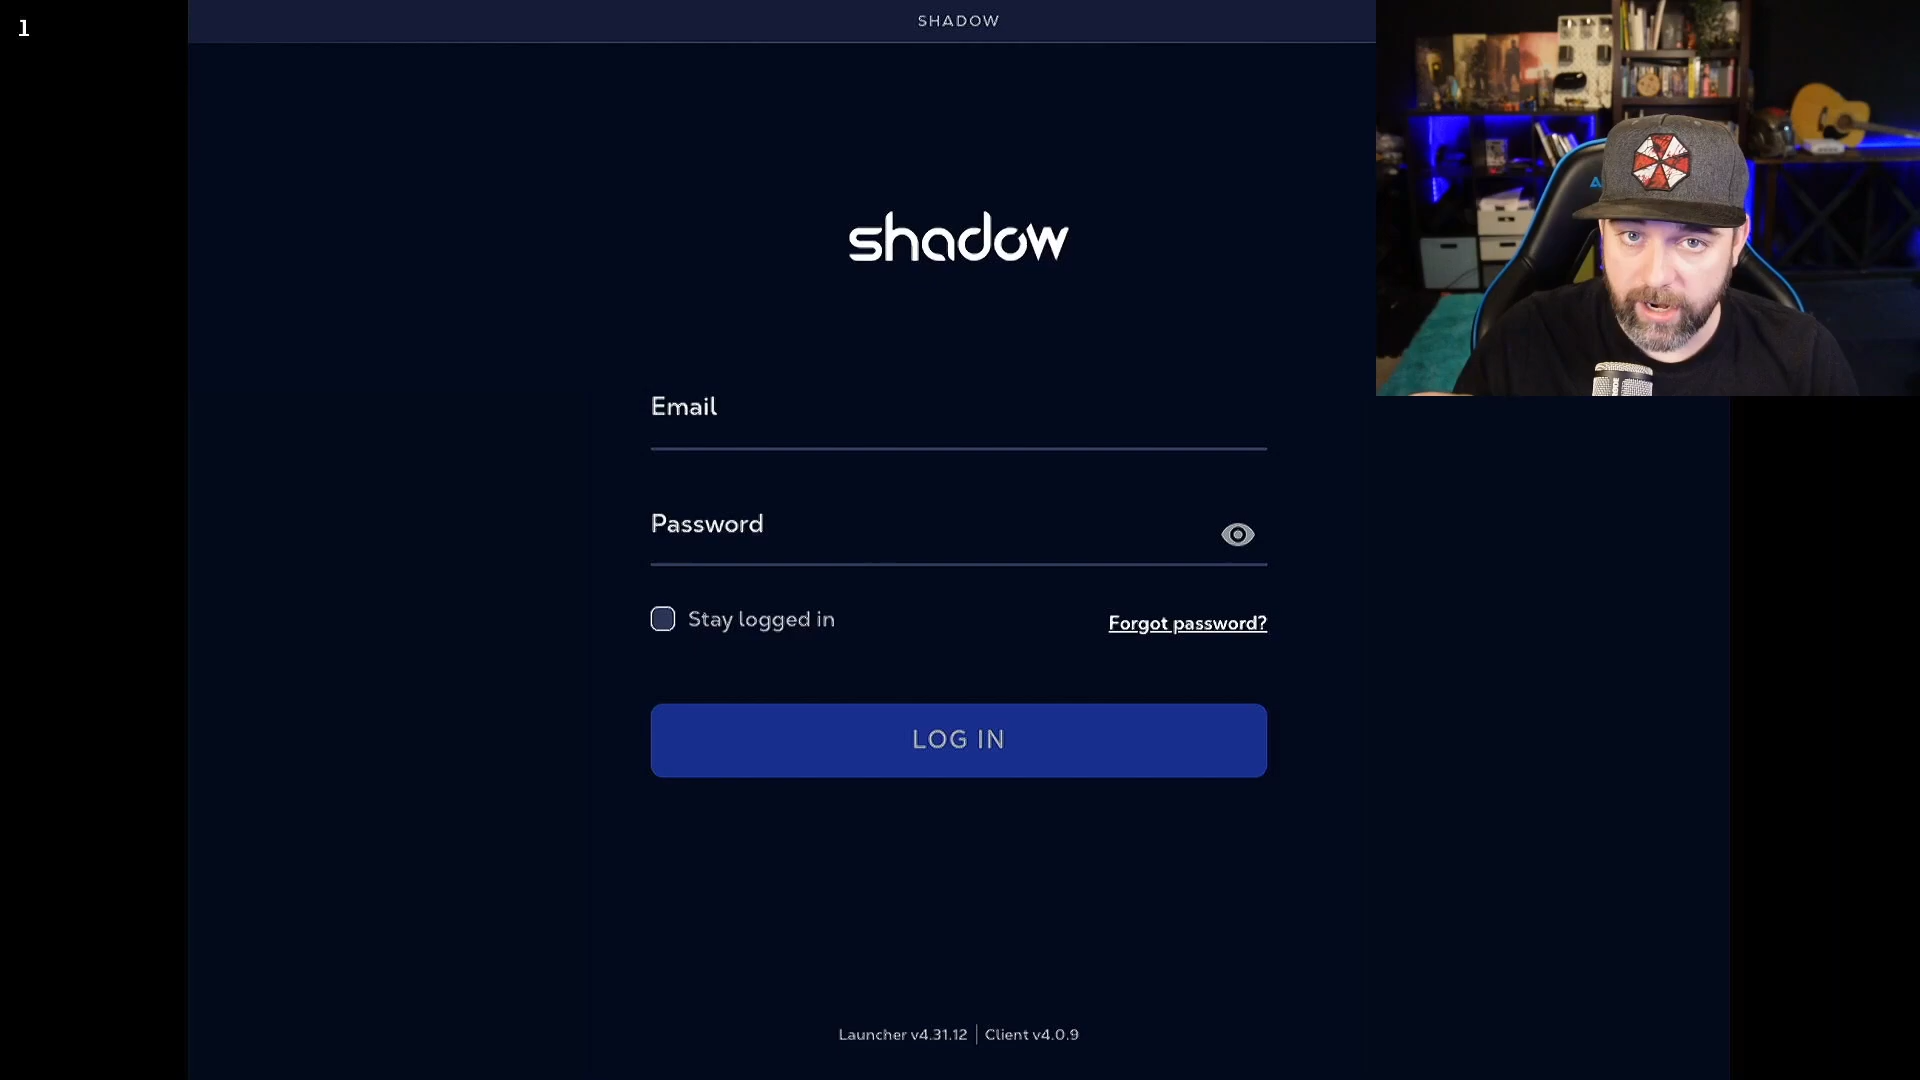 1
SHADOW
shadow
Email
Password
Stay logged in
Forgot password?
LOG IN
Launcher v4.31.12 | Client v4.0.9